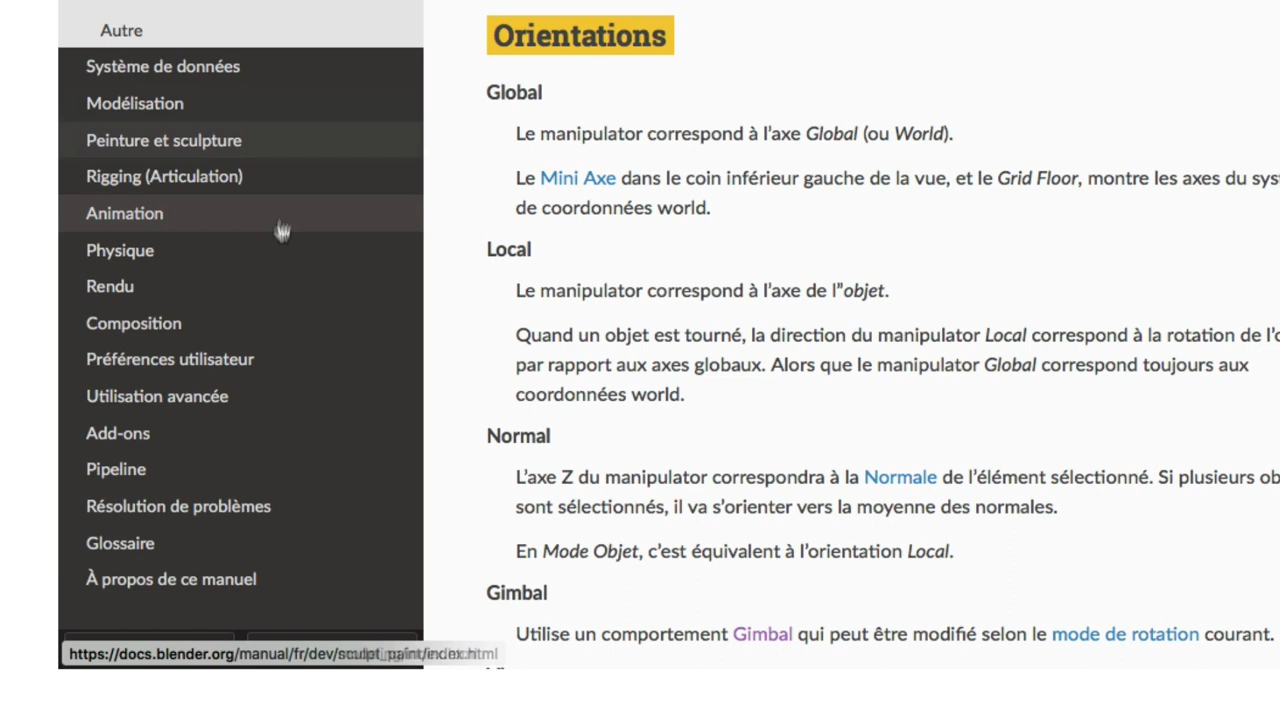 Autre
Système de données
Modélisation
Peinture et sculpture
Rigging (Articulation)
Animation
Physique
Rendu
Composition
Préférences utilisateur
Utilisation avancée
Add-ons
Pipeline
Résolution de problèmes
Glossaire
À propos de ce manuel
https://docs.blender.org/manual/fr/dev/
Orientations
Global
Le manipulator correspond à l’axe Global (ou World).
Le Mini Axe dans le coin inférieur gauche de la vue, et le Grid Floor, montre les axes du
de coordonnées world.
Local
Le manipulator correspond à l’axe de l’’objet.
Quand un objet est tourné, la direction du manipulator Local correspond à la rotation de
par rapport aux axes globaux. Alors que le manipulator Global correspond toujours aux
coordonnées world.
Normal
L’axe Z du manipulator correspondra à la Normale de l’élément sélectionné. Si plusieurs
sont sélectionnés, il va s’orienter vers la moyenne des normales.
En Mode Objet, c’est équivalent à l’orientation Local.
Gimbal
Utilise un comportement Gimbal qui peut être modifié selon le mode de rotation courant.